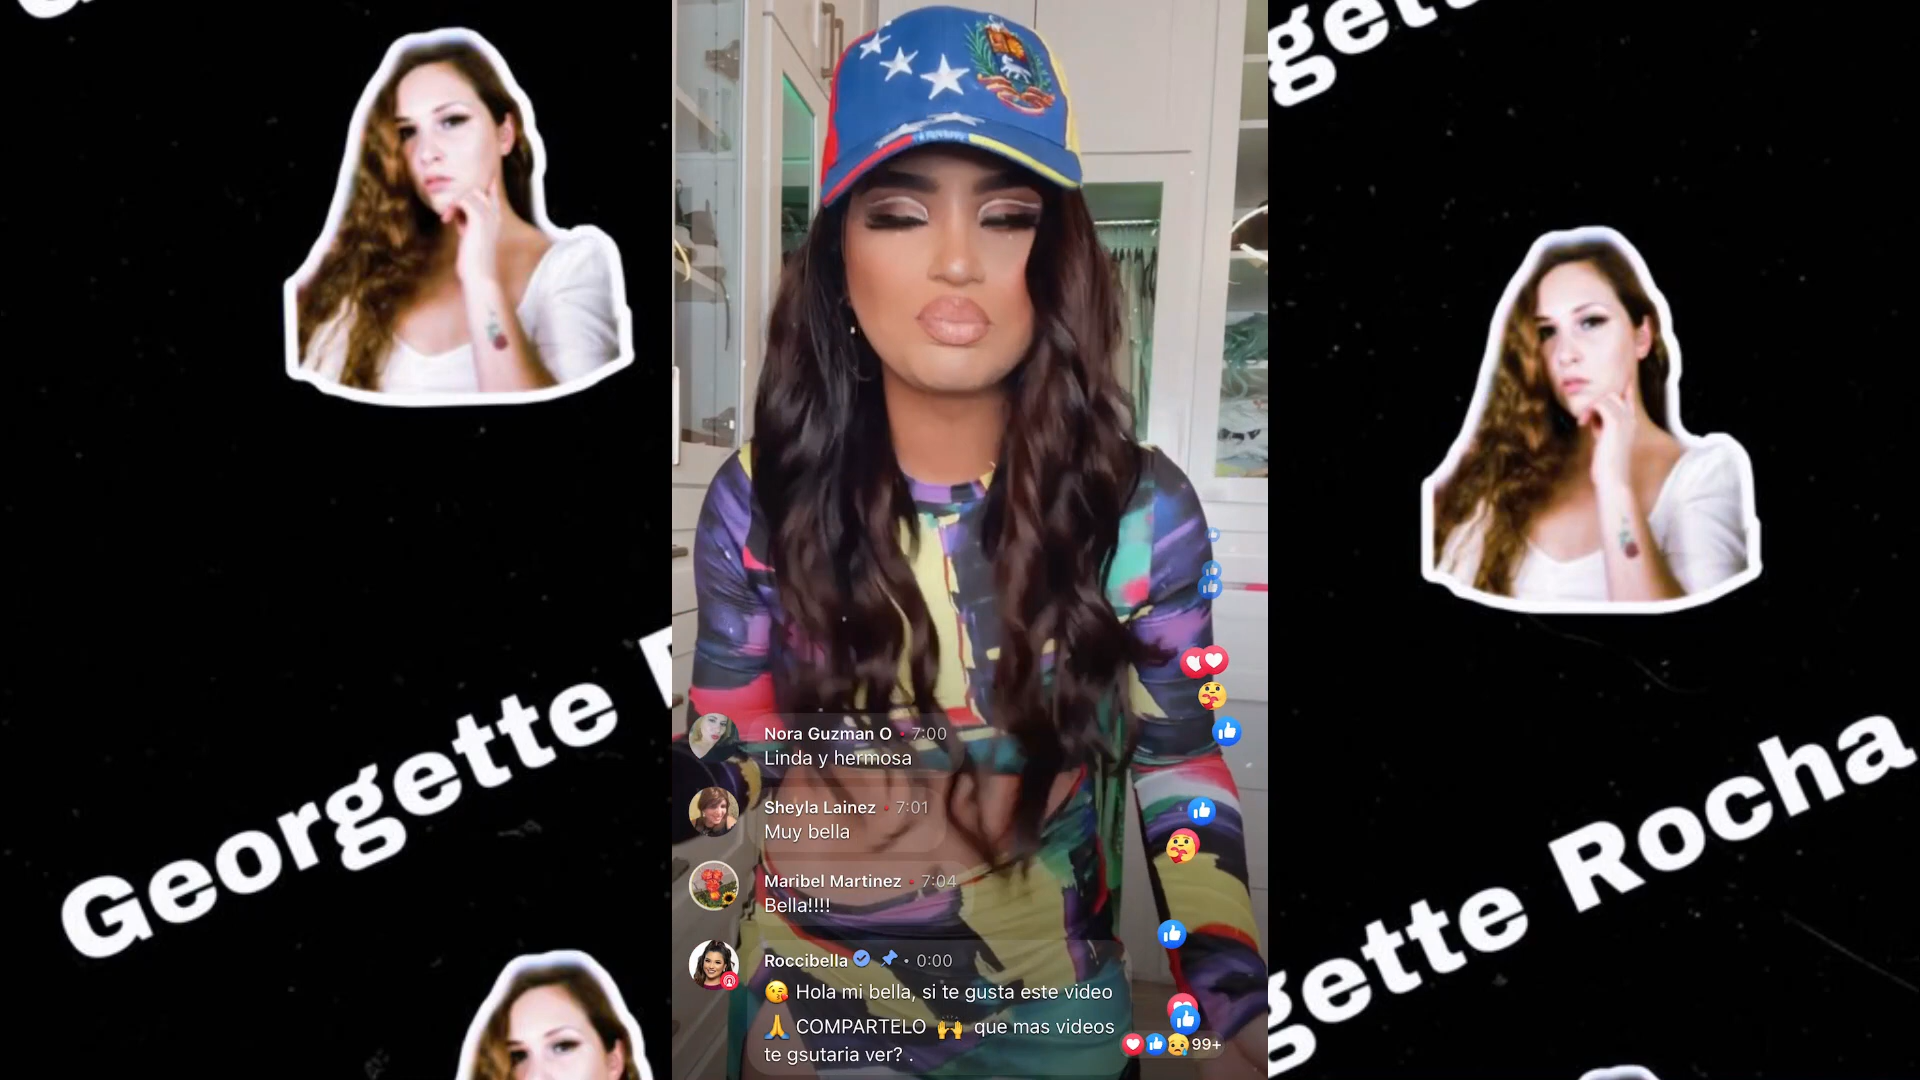 Georgette
Georgette Rocha
gette
gette Rocha
Nora Guzman O • 7:00
Linda y hermosa
Sheyla Lainez • 7:01
Muy bella
Maribel Martinez • 7:04
Bella!!!!
Roccibella • 0:00
😘 Hola mi bella, si te gusta este video
🙏 COMPARTELO 🙌 que mas videos
te gsutaria ver? .
99+